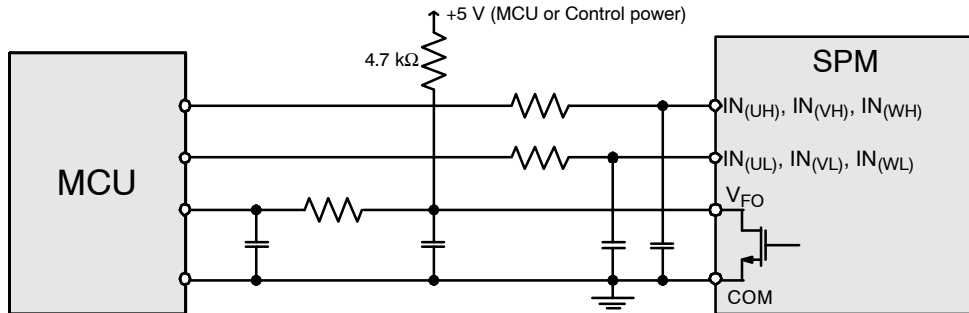 +5 V (MCU or Control power)
4.7 kΩ
SPM
IN(UH), IN(VH), IN(WH)
IN(UL), IN(VL), IN(WL)
MCU
VFO
COM